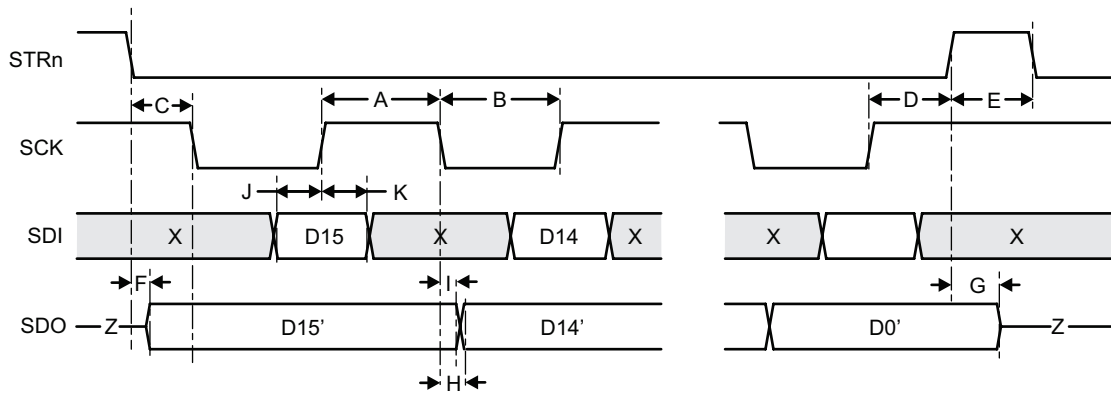 STRn
C
A
B
D
E
SCK
J
K
SDI
X
D15
X
D14
X
X
X
F
I
G
SDO
Z
D15’
D14’
D0’
Z
H